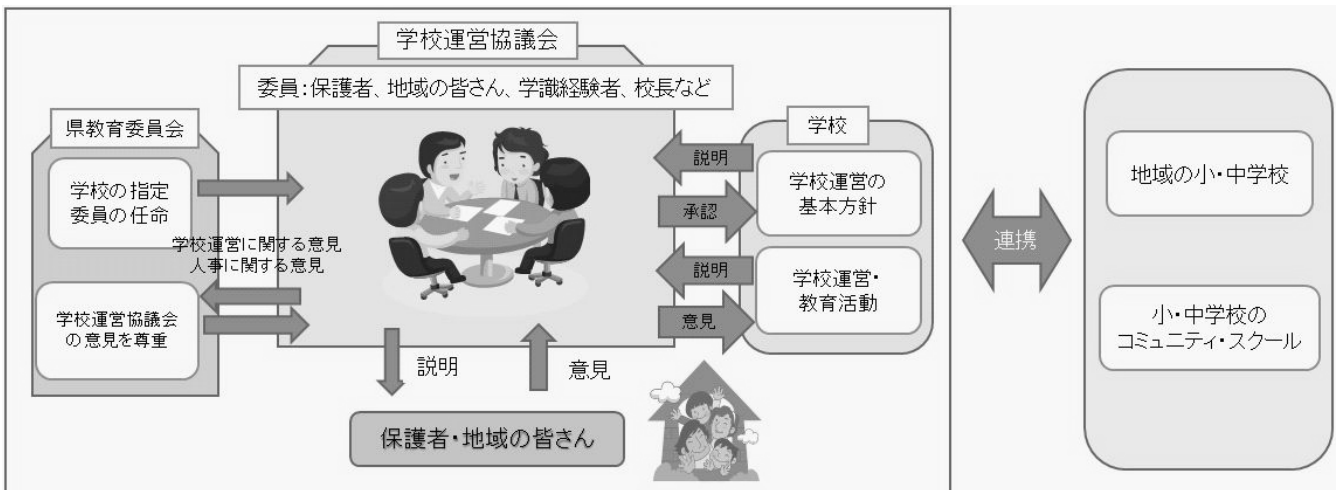 学校運営協議会
委員：保護者、地域の皆さん、学識経験者、校長など
県教育委員会
学校の指定
委員の任命
学校運営に関する意見
人事に関する意見
学校運営協議会
の意見を尊重
学校
説明
学校運営の
基本方針
承認
説明
学校運営・
教育活動
意見
説明
意見
保護者・地域の皆さん
連携
地域の小・中学校
小・中学校の
コミュニティ・スクール